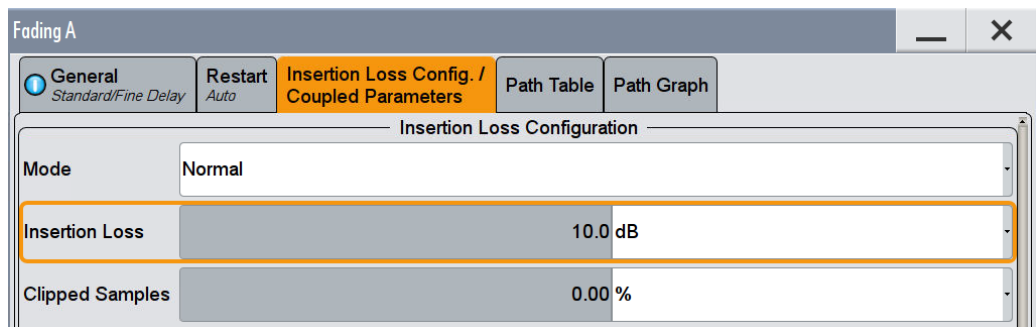 Fading A
General
Standard/Fine Delay
Restart
Auto
Insertion Loss Config. /
Coupled Parameters
Path Table
Path Graph
Insertion Loss Configuration
Mode Normal
Insertion Loss 10.0 dB
Clipped Samples 0.00 %